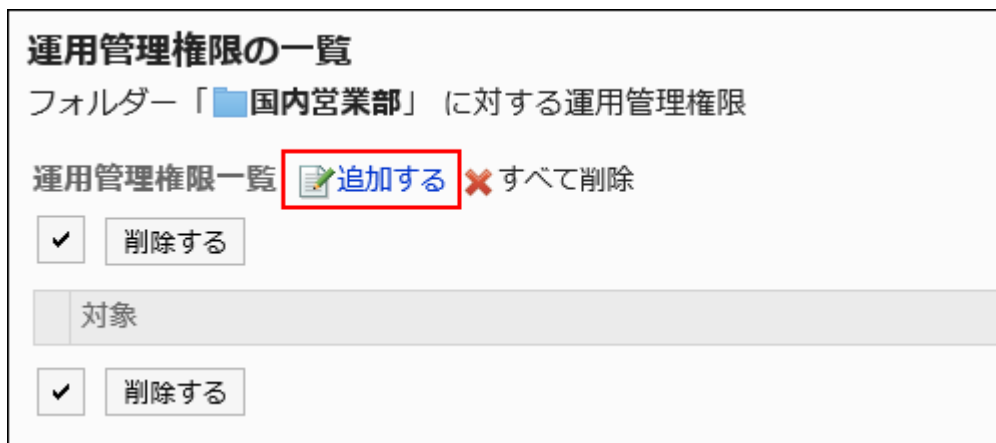 運用管理権限の一覧
フォルダー「国内営業部」 に対する運用管理権限
運用管理権限一覧 追加する すべて削除
削除する
対象
削除する